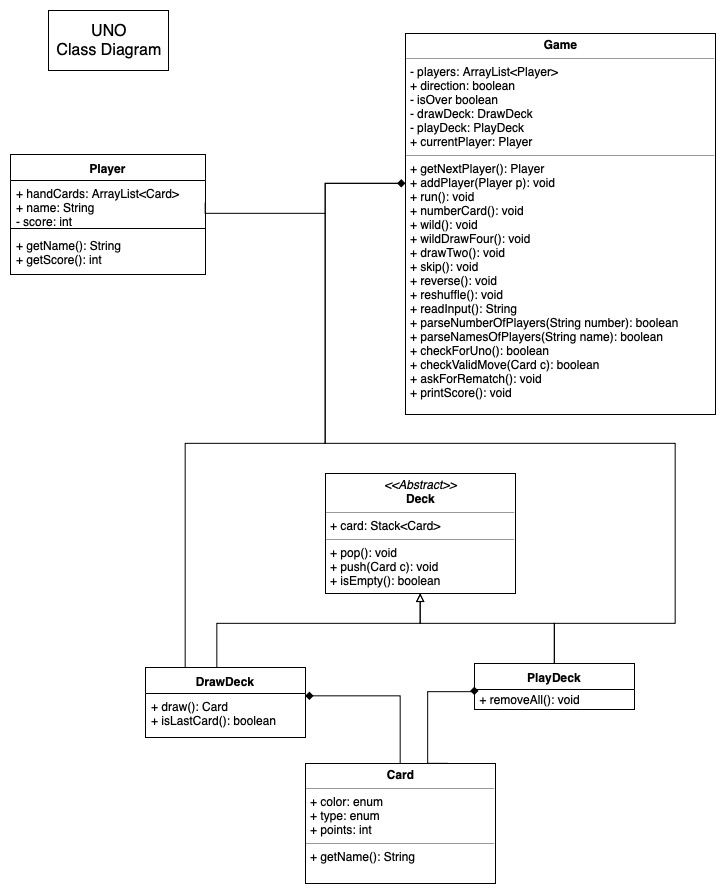 UNO
Class Diagram
Game
- players: ArrayList<Player>
+ direction: boolean
- isOver boolean
- drawDeck: DrawDeck
- playDeck: PlayDeck
+ currentPlayer: Player
+ getNextPlayer(): Player
+ addPlayer(Player p): void
+ run(): void
+ numberCard(): void
+ wild(): void
+ wildDrawFour(): void
+ drawTwo(): void
+ skip(): void
+ reverse(): void
+ reshuffle(): void
+ readInput(): String
+ parseNumberOfPlayers(String number): boolean
+ parseNamesOfPlayers(String name): boolean
+ checkForUno(): boolean
+ checkValidMove(Card c): boolean
+ askForRematch(): void
+ printScore(): void
Player
+ handCards: ArrayList<Card>
+ name: String
- score: int
+ getName(): String
+ getScore(): int
<<Abstract>>
Deck
+ card: Stack<Card>
+ pop(): void
+ push(Card c): void
+ isEmpty(): boolean
DrawDeck
+ draw(): Card
+ isLastCard(): boolean
PlayDeck
+ removeAll(): void
Card
+ color: enum
+ type: enum
+ points: int
+ getName(): String